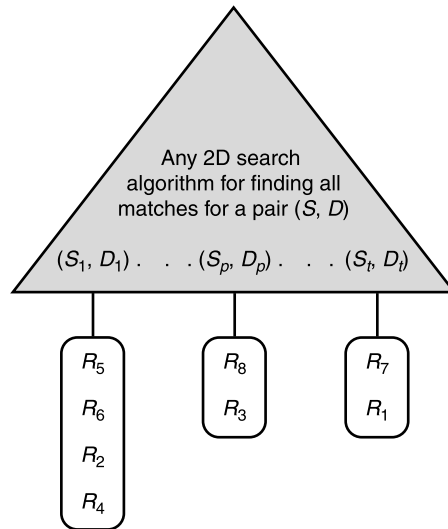 Any 2D search
algorithm for finding all
matches for a pair (S, D)
(S₁, D₁) . . . (Sₚ, Dₚ) . . . (Sₜ, Dₜ)
R₅ R₈ R₇
R₆ R₃ R₁
R₂
R₄